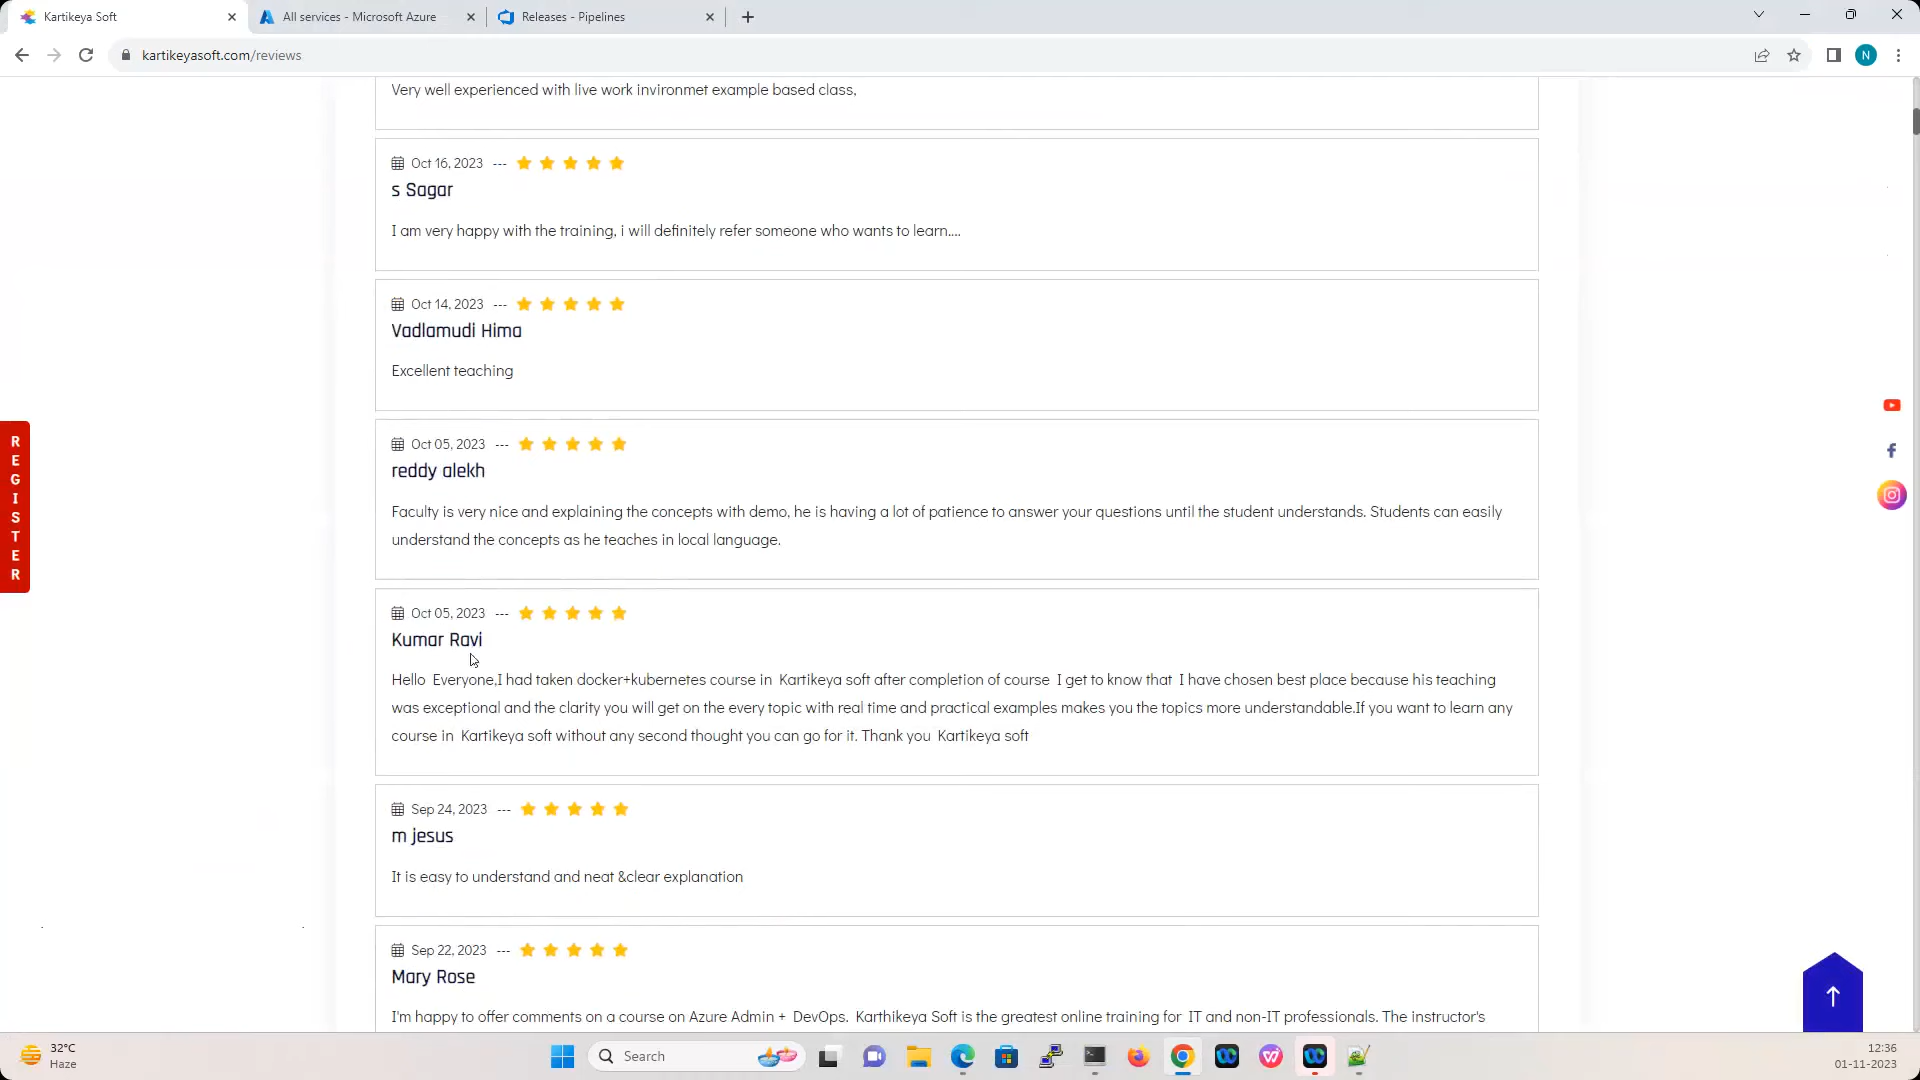 Kartikeya Soft
All services - Microsoft Azure
Releases - Pipelines
kartikeyasoft.com/reviews
N
Very well experienced with live work invironmet example based class,
Oct 16, 2023 ---
s Sagar
I am very happy with the training, i will definitely refer someone who wants to learn....
Oct 14, 2023 ---
Vadlamudi Hima
Excellent teaching
Oct 05, 2023 ---
reddy alekh
Faculty is very nice and explaining the concepts with demo, he is having a lot of patience to answer your questions until the student understands. Students can easily
understand the concepts as he teaches in local language.
REGISTER
Oct 05, 2023 ---
Kumar Ravi
Hello Everyone,I had taken docker+kubernetes course in Kartikeya soft after completion of course I get to know that I have chosen best place because his teaching
was exceptional and the clarity you will get on the every topic with real time and practical examples makes you the topics more understandable.If you want to learn any
course in Kartikeya soft without any second thought you can go for it. Thank you Kartikeya soft
Sep 24, 2023 ---
m jesus
It is easy to understand and neat &clear explanation
Sep 22, 2023 ---
Mary Rose
I'm happy to offer comments on a course on Azure Admin + DevOps. Karthikeya Soft is the greatest online training for IT and non-IT professionals. The instructor's
32°C
Haze
Search
12:36
01-11-2023